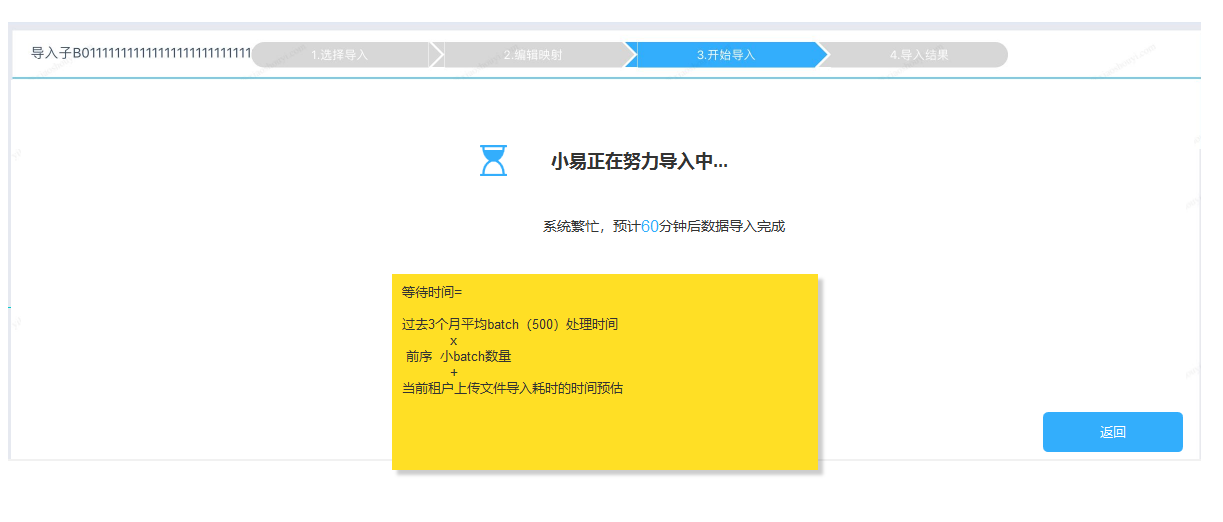 导入子B011111111111111111111111111
1.选择导入
2.编辑映射
3.开始导入
4.导入结果
小易正在努力导入中...
系统繁忙，预计60分钟后数据导入完成
等待时间=
过去3个月平均batch（500）处理时间
x
前序 小batch数量
+
当前租户上传文件导入耗时的时间预估
返回